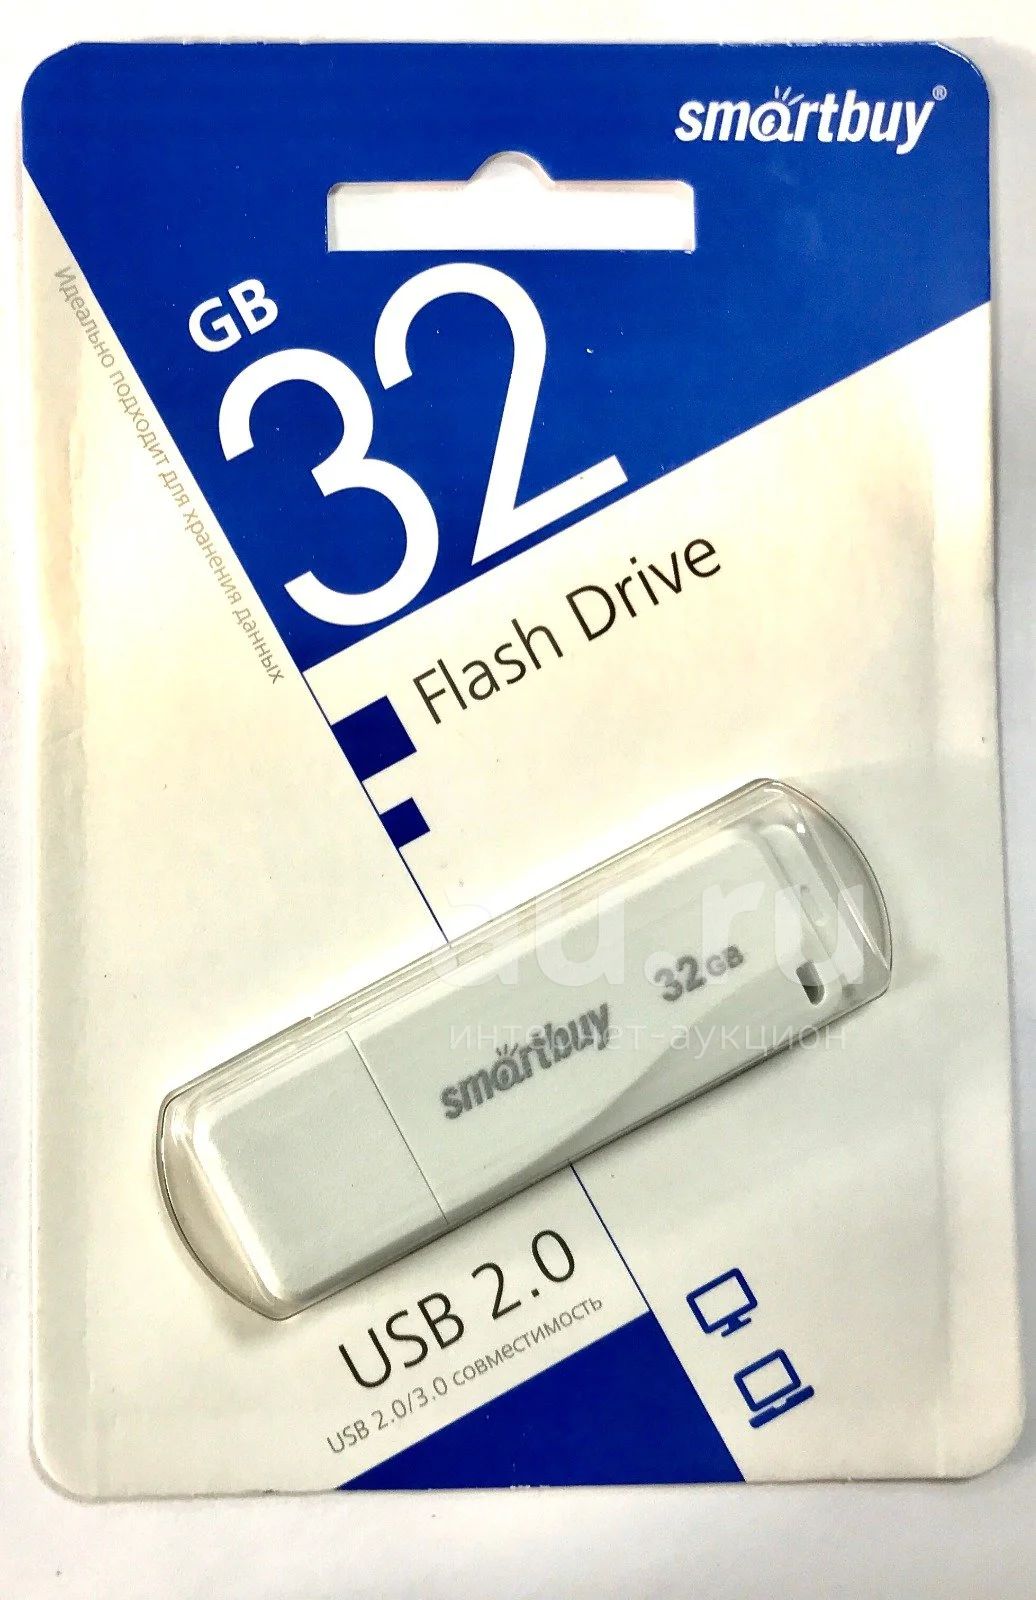 smartbuy®
GB
32
Идеально подходит для хранения данных
Flash Drive
au.ru
интернет-аукцион
smartbuy 32GB
USB 2.0
USB 2.0/3.0 совместимость